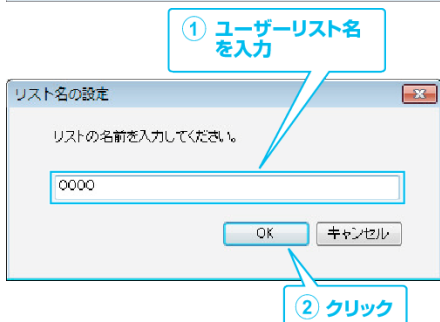 ① ユーザーリスト名
を入力
リスト名の設定
リストの名前を入力してください。
0000
OK キャンセル
② クリック